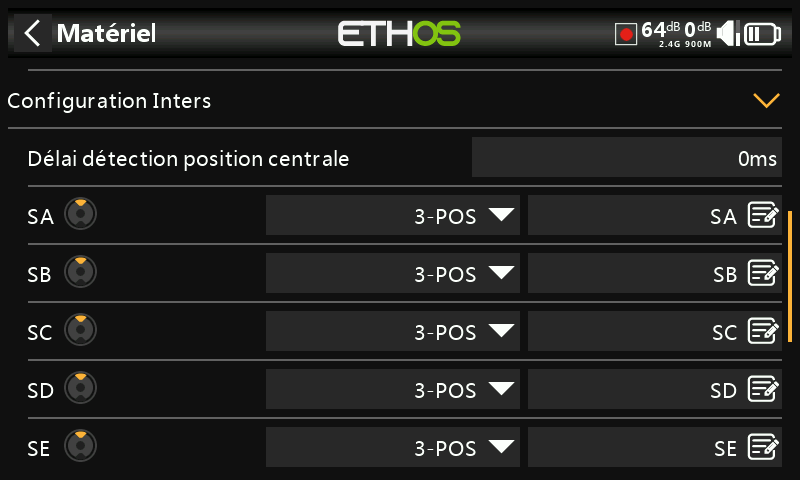 Matériel ETHOS 64dB 0dB
2.4G 900M
Configuration Inters
Délai détection position centrale 0ms
SA 3-POS SA
SB 3-POS SB
SC 3-POS SC
SD 3-POS SD
SE 3-POS SE